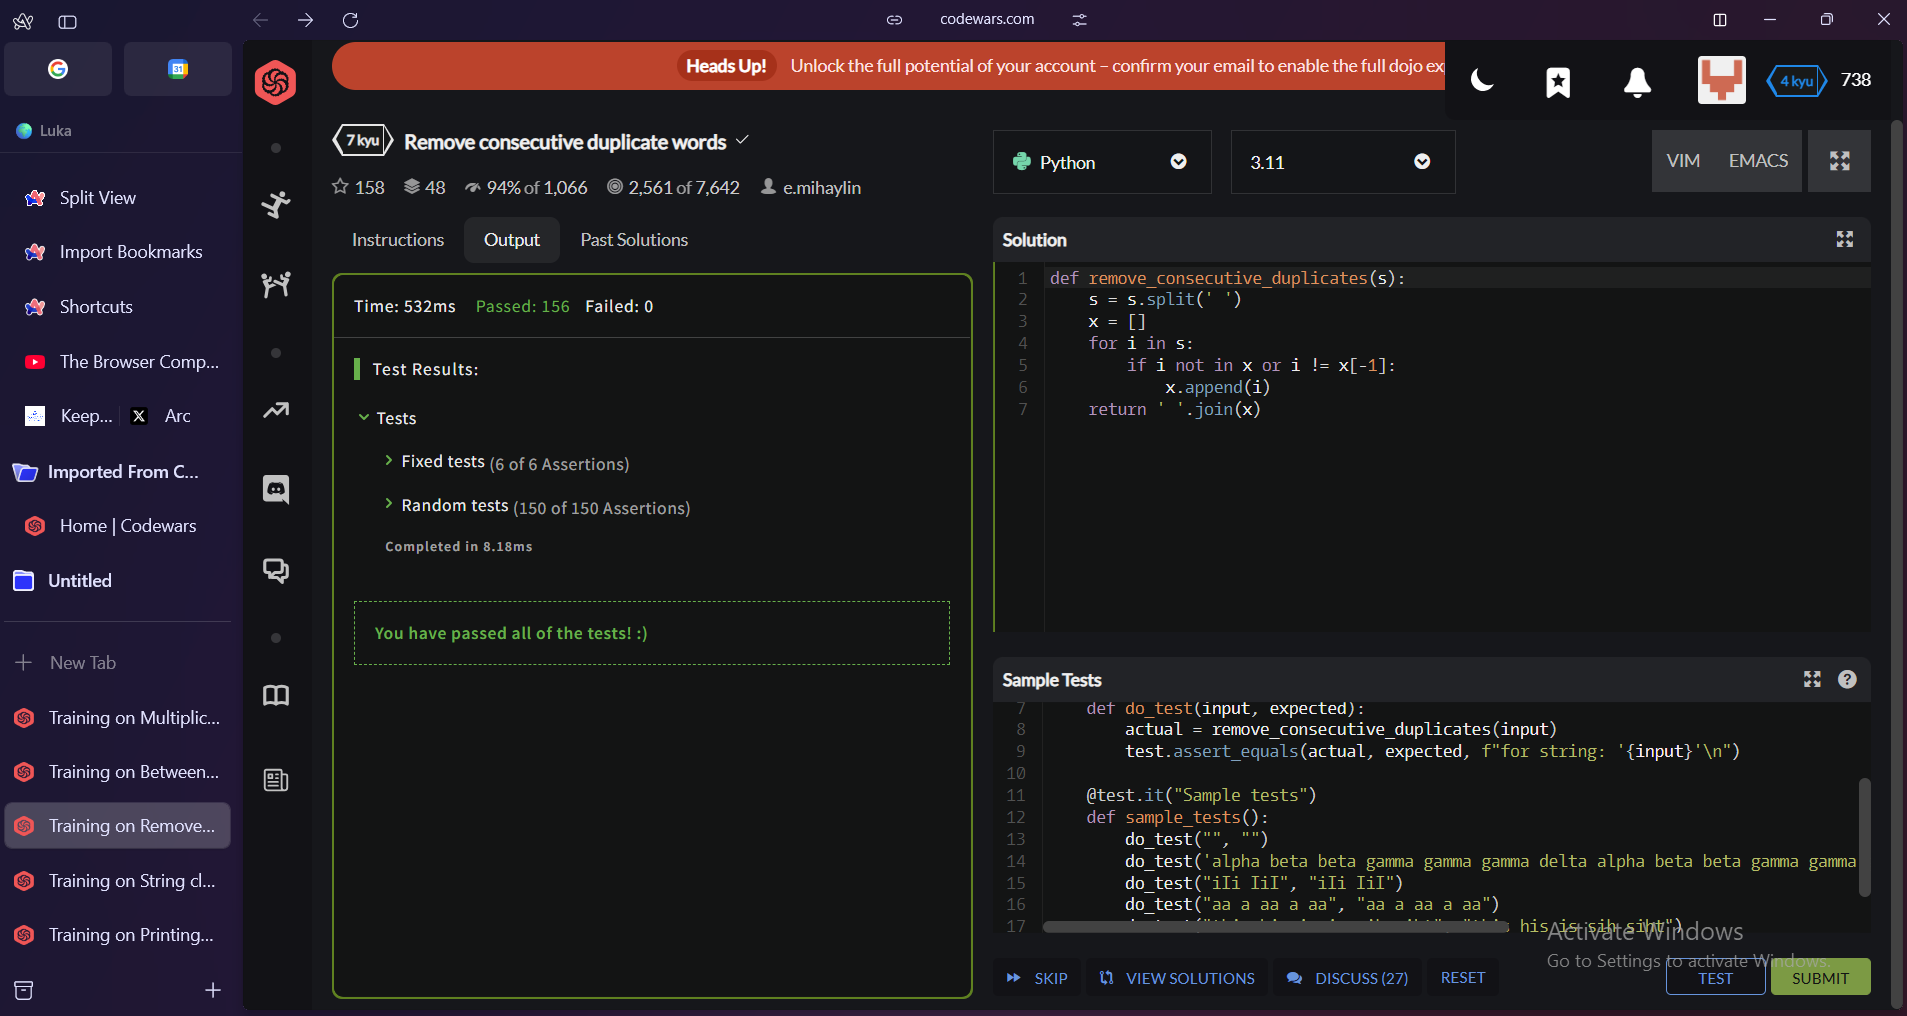 codewars.com
31
Luka
Split View
Import Bookmarks
Shortcuts
The Browser Comp...
Keep...
X
Arc
Imported From C...
Home | Codewars
Untitled
New Tab
Training on Multiplic...
Training on Between...
Training on Remove...
Training on String cl...
Training on Printing...
Heads Up! Unlock the full potential of your account – confirm your email to enable the full dojo ex
4 kyu 738
7 kyu Remove consecutive duplicate words
158 48 94% of 1,066 2,561 of 7,642 e.mihaylin
Instructions Output Past Solutions
Time: 532ms Passed: 156 Failed: 0
Test Results:
Tests
Fixed tests (6 of 6 Assertions)
Random tests (150 of 150 Assertions)
Completed in 8.18ms
You have passed all of the tests! :)
Python 3.11 VIM EMACS
Solution
1 def remove_consecutive_duplicates(s):
2 s = s.split(' ')
3 x = []
4 for i in s:
5 if i not in x or i != x[-1]:
6 x.append(i)
7 return ' '.join(x)
Sample Tests
7 def do_test(input, expected):
8 actual = remove_consecutive_duplicates(input)
9 test.assert_equals(actual, expected, f"for string: '{input}'\n")
10
11 @test.it("Sample tests")
12 def sample_tests():
13 do_test("", "")
14 do_test('alpha beta beta gamma gamma gamma delta alpha beta beta gamma gamma
15 do_test("iIi IiI", "iIi IiI")
16 do_test("aa a aa a aa", "aa a aa a aa")
17 his is sih siht")
Activate Windows
Go to Settings to activate Windows.
SKIP VIEW SOLUTIONS DISCUSS (27) RESET TEST SUBMIT